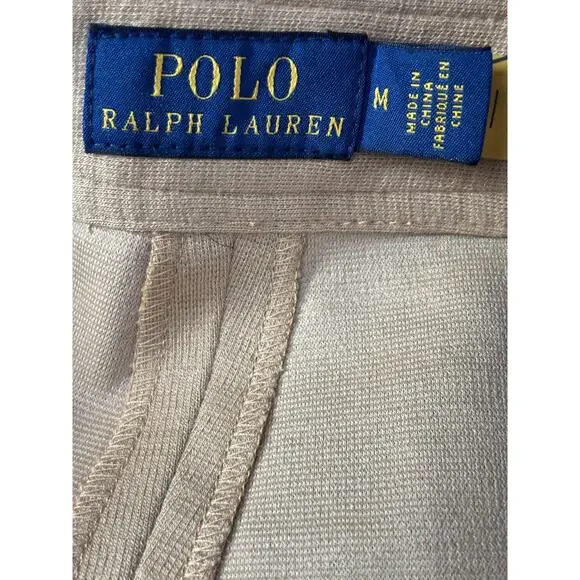 POLO
RALPH LAUREN
M
MADE IN
CHINA
FABRIQUÉ EN
CHINE